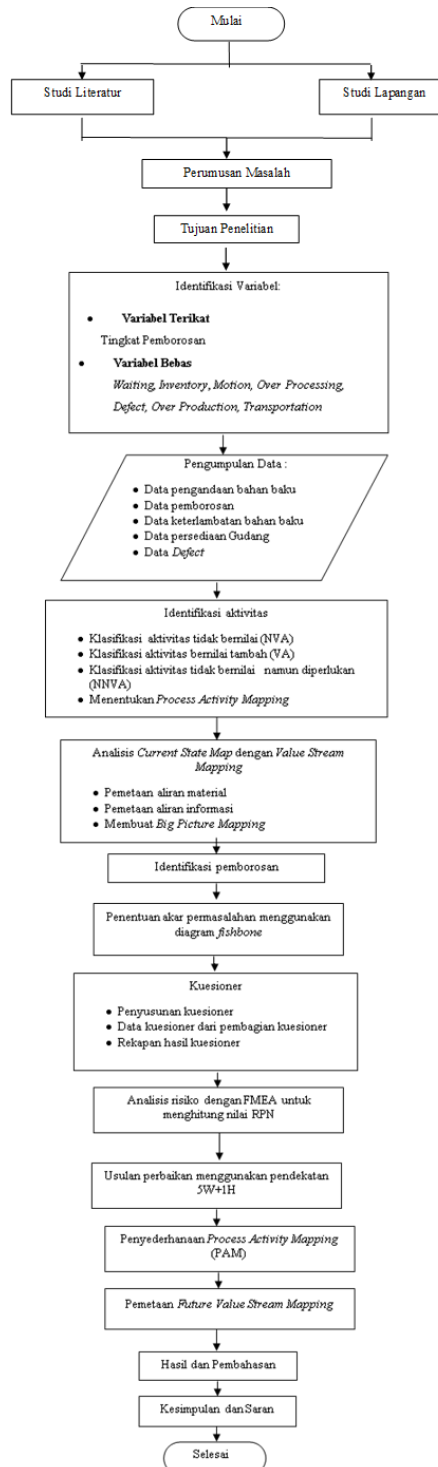 Mulai
Studi Literatur
Studi Lapangan
Perumusan Masalah
Tujuan Penelitian
Identifikasi Variabel:
• Variabel Terikat
Tingkat Pemborosan
• Variabel Bebas
Waiting, Inventory, Motion, Over Processing,
Defect, Over Production, Transportation
Pengumpulan Data :
• Data pengandaan bahan baku
• Data pemborosan
• Data keterlambatan bahan baku
• Data persediaan Gudang
• Data Defect
Identifikasi aktivitas
• Klasifikasi aktivitas tidak bernilai (NVA)
• Klasifikasi aktivitas bernilai tambah (VA)
• Klasifikasi aktivitas tidak bernilai namun diperlukan
(NNVA)
• Menentukan Process Activity Mapping
Analisis Current State Map dengan Value Stream
Mapping
• Pemetaan aliran material
• Pemetaan aliran informasi
• Membuat Big Picture Mapping
Identifikasi pemborosan
Penentuan akar permasalahan menggunakan
diagram fishbone
Kuesioner
• Penyusunan kuesioner
• Data kuesioner dari pembagian kuesioner
• Rekapan hasil kuesioner
Analisis risiko dengan FMEA untuk
menghitung nilai RPN
Usulan perbaikan menggunakan pendekatan
5W+1H
Penyederhanaan Process Activity Mapping
(PAM)
Pemetaan Future Value Stream Mapping
Hasil dan Pembahasan
Kesimpulan dan Saran
Selesai